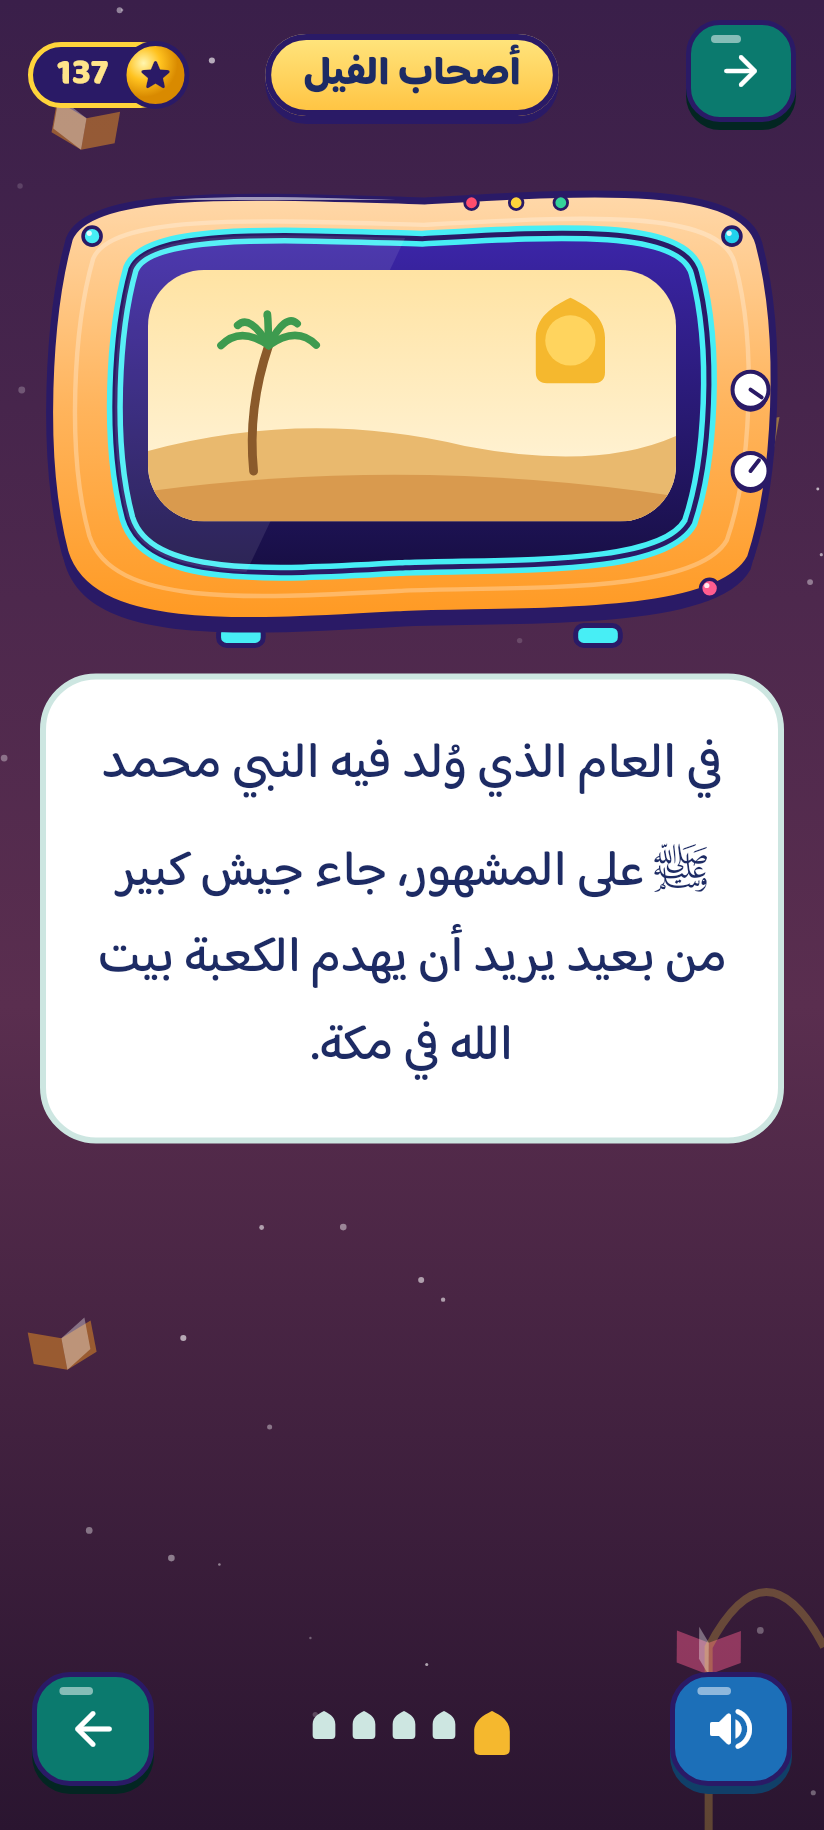 أصحاب الفيل
137
في العام الذي وُلد فيه النبي محمد
ﷺ على المشهور، جاء جيش كبير
من بعيد يريد أن يهدم الكعبة بيت
الله في مكة.